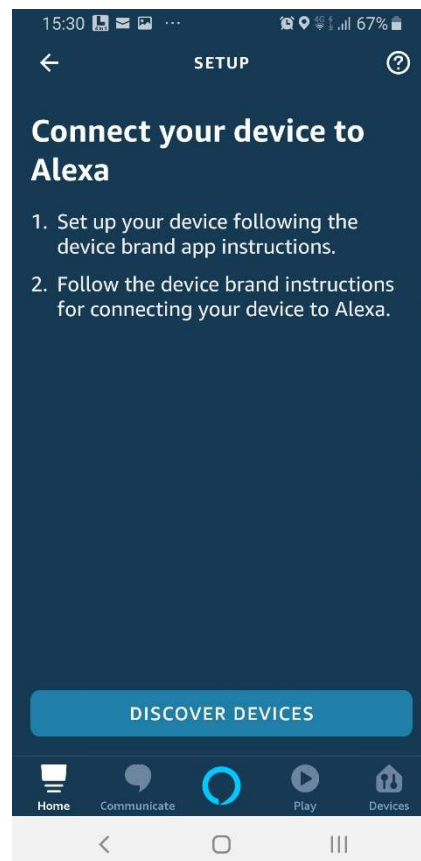 15:30 67%
SETUP
Connect your device to
Alexa
1. Set up your device following the
device brand app instructions.
2. Follow the device brand instructions
for connecting your device to Alexa.
DISCOVER DEVICES
Home Communicate Play Devices